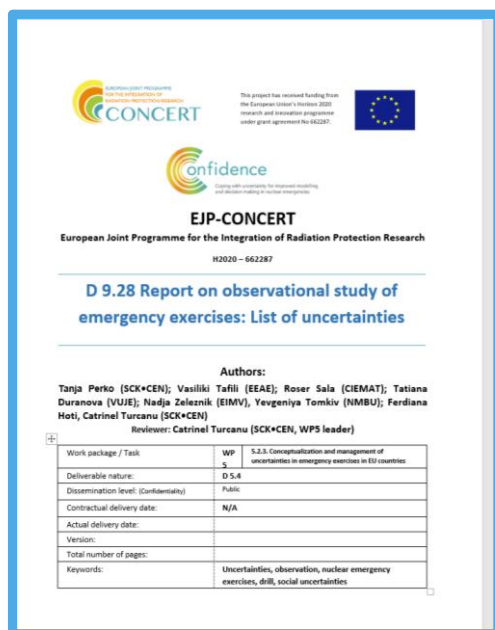 EUROPEAN JOINT PROGRAMME
FOR THE INTEGRATION OF
RADIATION PROTECTION RESEARCH
CONCERT
This project has received funding from
the European Union's Horizon 2020
research and innovation programme
under grant agreement No 662287.
Confidence
Coping with uncertainty for improved modelling
and decision making in nuclear emergencies
EJP-CONCERT
European Joint Programme for the Integration of Radiation Protection Research
H2020 – 662287
D 9.28 Report on observational study of
emergency exercises: List of uncertainties
Authors:
Tanja Perko (SCK•CEN); Vasiliki Tafili (EEAE); Roser Sala (CIEMAT); Tatiana
Duranova (VUJE); Nadja Zeleznik (EIMV), Yevgeniya Tomkiv (NMBU); Ferdiana
Hoti, Catrinel Turcanu (SCK•CEN)
Reviewer: Catrinel Turcanu (SCK•CEN, WP5 leader)
Work package / Task WP 5.2.3. Conceptualization and management of
5 uncertainties in emergency exercises in EU countries
Deliverable nature: D 5.4
Dissemination level: (Confidentiality) Public
Contractual delivery date: N/A
Actual delivery date:
Version:
Total number of pages:
Keywords: Uncertainties, observation, nuclear emergency
exercises, drill, social uncertainties